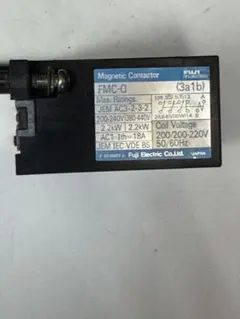 Magnetic Contactor
FMC-0 (3a1b)
Max. Ratings
JEM AC3-2-3-2
200-240V 380-440V
2.2kW 2.2kW
AC1 Ith 18A
JEM IEC VDE BS
Coil Voltage
200/200-220V
50/60Hz
Fuji Electric Co., Ltd.
JAPAN